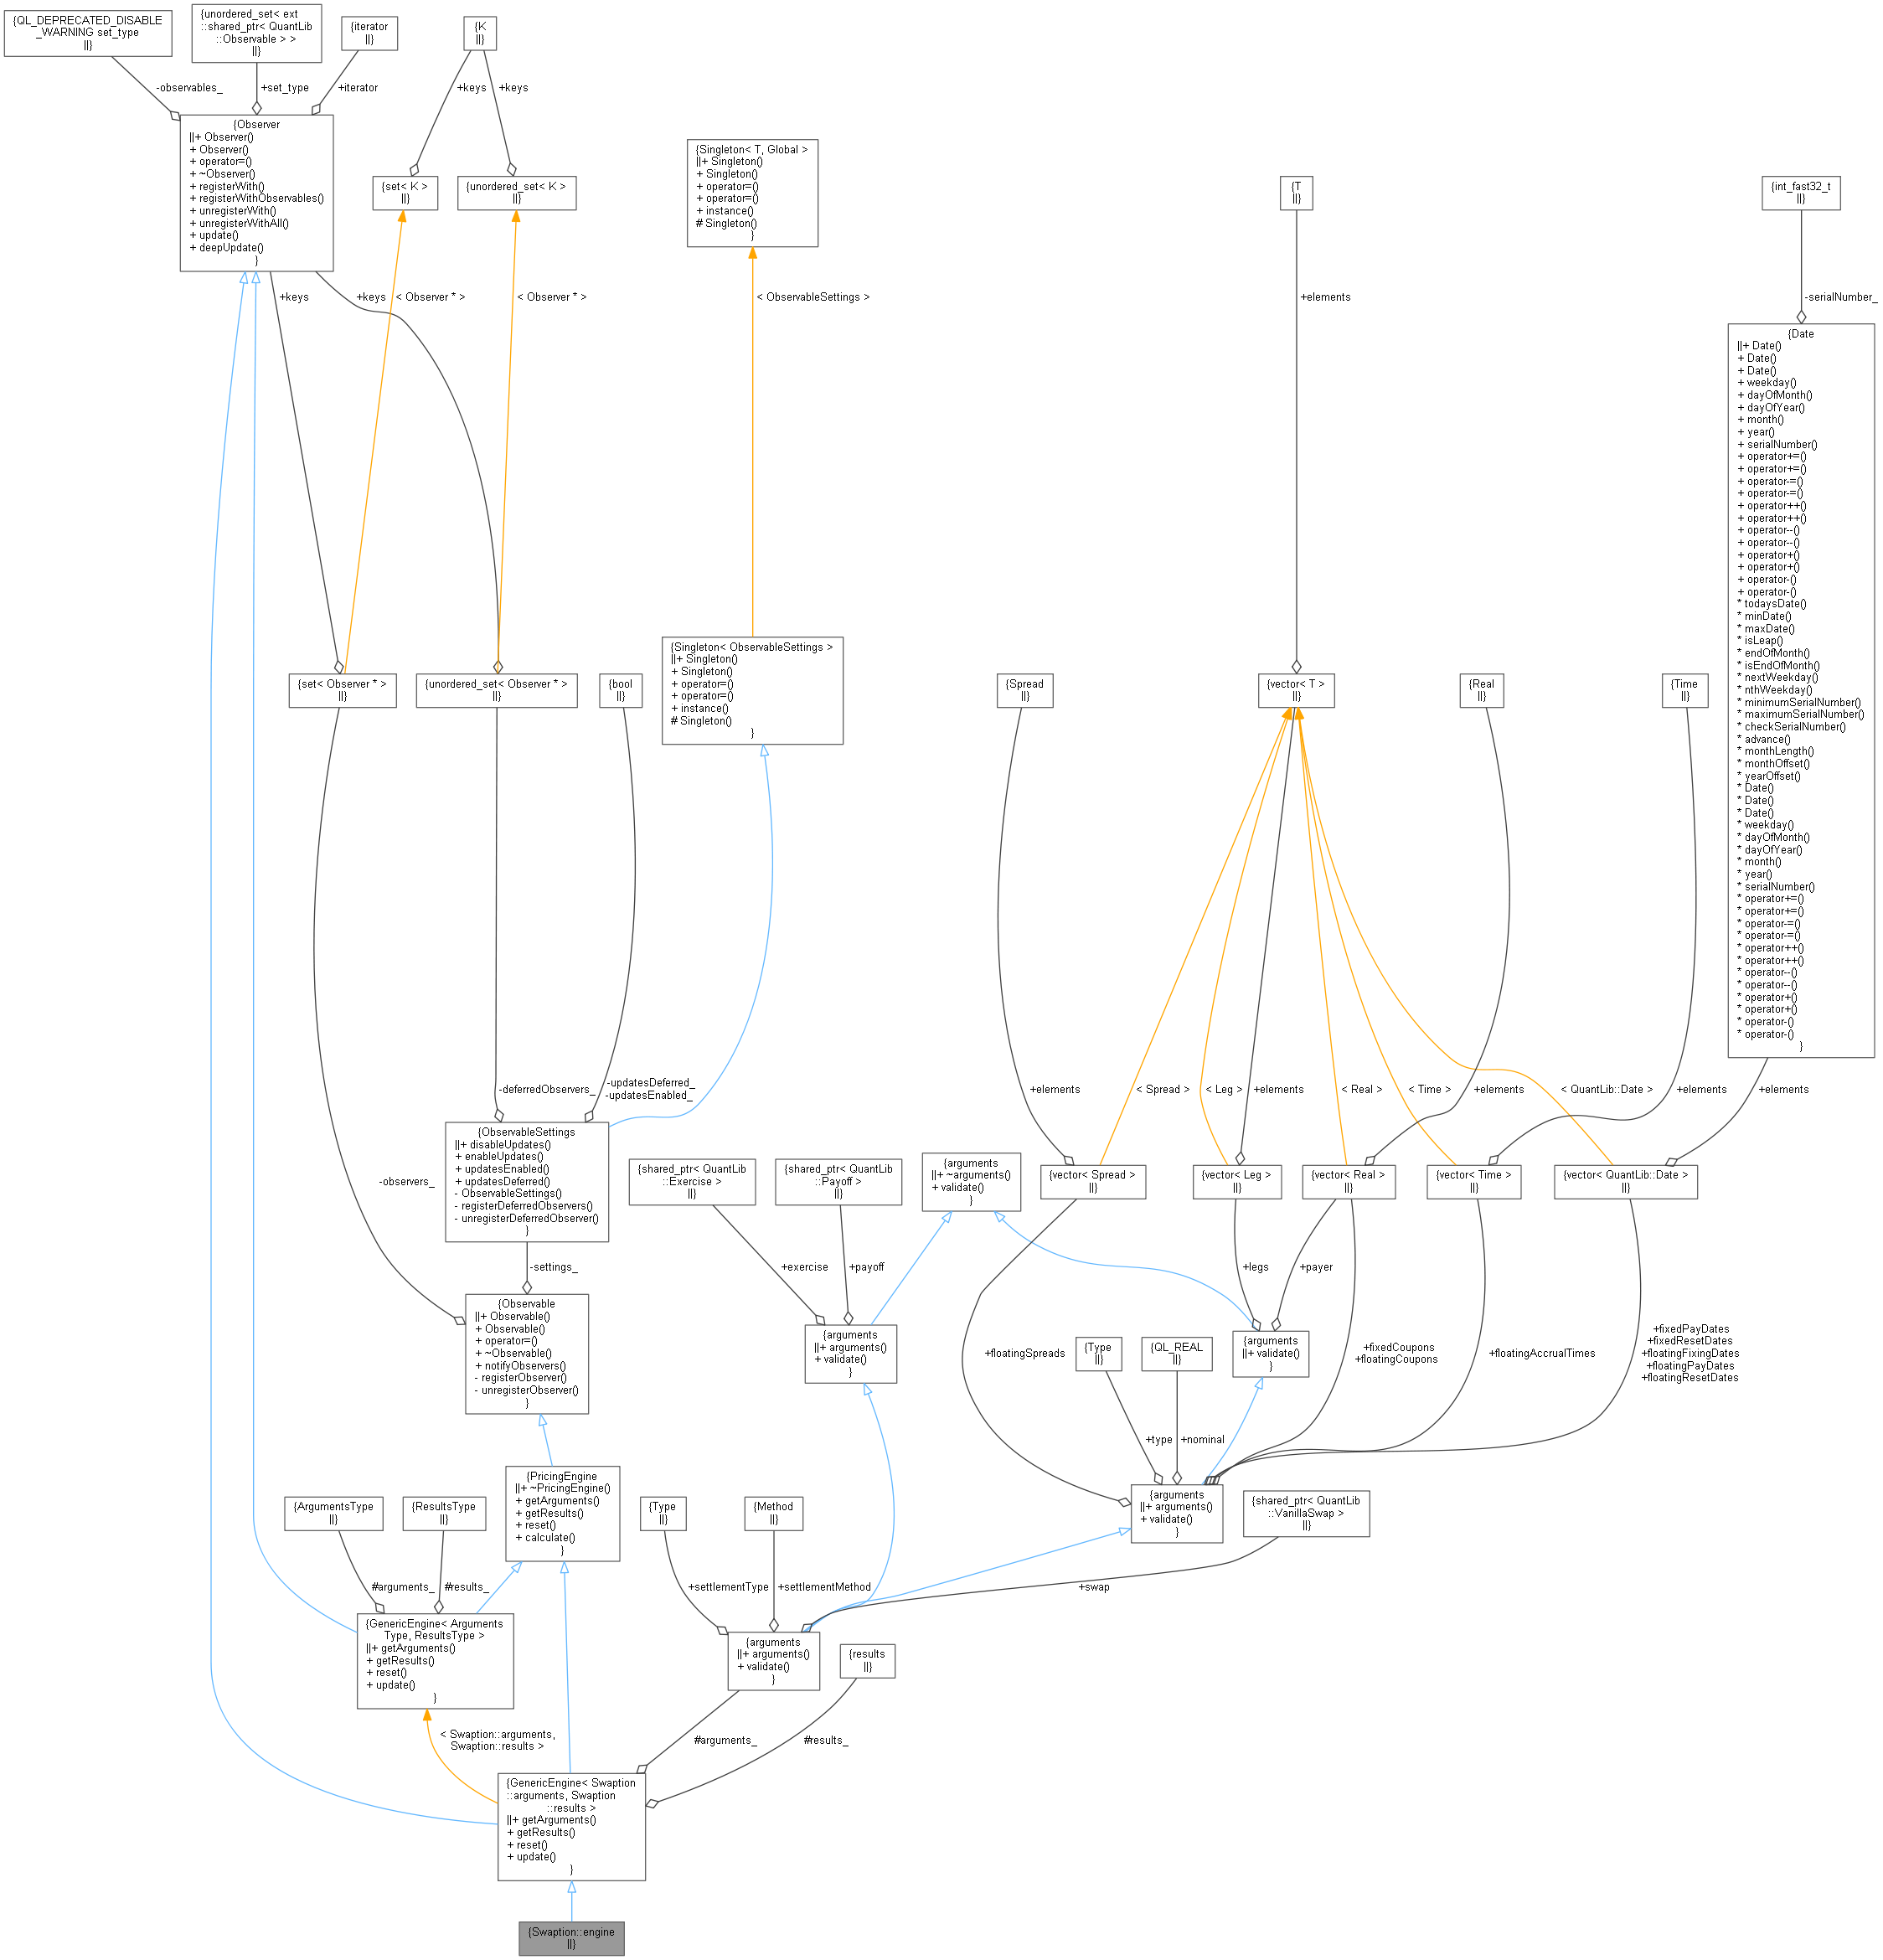 {QL_DEPRECATED_DISABLE
_WARNING set_type
||}
{unordered_set< ext
::shared_ptr< QuantLib
::Observable > >
||}
{iterator
||}
{K
||}
-observables_
+set_type
+iterator
+keys
+keys
{Observer
||+ Observer()
+ Observer()
+ operator=()
+ ~Observer()
+ registerWith()
+ registerWithObservables()
+ unregisterWith()
+ unregisterWithAll()
+ update()
+ deepUpdate()
}
{set< K >
||}
{unordered_set< K >
||}
{Singleton< T, Global >
||+ Singleton()
+ Singleton()
+ operator=()
+ operator=()
+ instance()
# Singleton()
}
{T
||}
{int_fast32_t
||}
+keys
+keys
< Observer * >
< Observer * >
< ObservableSettings >
+elements
-serialNumber_
{Date
||+ Date()
+ Date()
+ Date()
+ weekday()
+ dayOfMonth()
+ dayOfYear()
+ month()
+ year()
+ serialNumber()
+ operator+=()
+ operator+=()
+ operator-=()
+ operator-=()
+ operator++()
+ operator++()
+ operator--()
+ operator--()
+ operator+()
+ operator+()
+ operator-()
+ operator-()
* todaysDate()
* minDate()
* maxDate()
* isLeap()
* endOfMonth()
* isEndOfMonth()
* nextWeekday()
* nthWeekday()
* minimumSerialNumber()
* maximumSerialNumber()
* checkSerialNumber()
* advance()
* monthLength()
* monthOffset()
* yearOffset()
* Date()
* Date()
* Date()
* weekday()
* dayOfMonth()
* dayOfYear()
* month()
* year()
* serialNumber()
* operator+=()
* operator+=()
* operator-=()
* operator-=()
* operator++()
* operator++()
* operator--()
* operator--()
* operator+()
* operator+()
* operator-()
* operator-()
}
{set< Observer * >
||}
{unordered_set< Observer * >
||}
{bool
||}
{Singleton< ObservableSettings >
||+ Singleton()
+ Singleton()
+ operator=()
+ operator=()
+ instance()
# Singleton()
}
{Spread
||}
{vector< T >
||}
{Real
||}
{Time
||}
-deferredObservers_
-updatesDeferred_
-updatesEnabled_
+elements
< Spread >
< Leg >
+elements
< Real >
< Time >
+elements
< QuantLib::Date >
+elements
+elements
{ObservableSettings
||+ disableUpdates()
+ enableUpdates()
+ updatesEnabled()
+ updatesDeferred()
- ObservableSettings()
- registerDeferredObservers()
- unregisterDeferredObserver()
}
{shared_ptr< QuantLib
::Exercise >
||}
{shared_ptr< QuantLib
::Payoff >
||}
{arguments
||+ ~arguments()
+ validate()
}
{vector< Spread >
||}
{vector< Leg >
||}
{vector< Real >
||}
{vector< Time >
||}
{vector< QuantLib::Date >
||}
-observers_
-settings_
+exercise
+payoff
+legs
+payer
{Observable
||+ Observable()
+ Observable()
+ operator=()
+ ~Observable()
+ notifyObservers()
- registerObserver()
- unregisterObserver()
}
{arguments
||+ arguments()
+ validate()
}
+floatingSpreads
{Type
||}
{QL_REAL
||}
{arguments
||+ validate()
}
+fixedCoupons
+floatingCoupons
+floatingAccrualTimes
+fixedPayDates
+fixedResetDates
+floatingFixingDates
+floatingPayDates
+floatingResetDates
+type
+nominal
{PricingEngine
||+ ~PricingEngine()
+ getArguments()
+ getResults()
+ reset()
+ calculate()
}
{ArgumentsType
||}
{ResultsType
||}
{Type
||}
{Method
||}
{arguments
||+ arguments()
+ validate()
}
{shared_ptr< QuantLib
::VanillaSwap >
||}
#arguments_
#results_
+settlementType
+settlementMethod
+swap
{GenericEngine< Arguments
Type, ResultsType >
||+ getArguments()
+ getResults()
+ reset()
+ update()
}
{arguments
||+ arguments()
+ validate()
}
{results
||}
< Swaption::arguments,
Swaption::results >
#arguments_
#results_
{GenericEngine< Swaption
::arguments, Swaption
::results >
||+ getArguments()
+ getResults()
+ reset()
+ update()
}
{Swaption::engine
||}